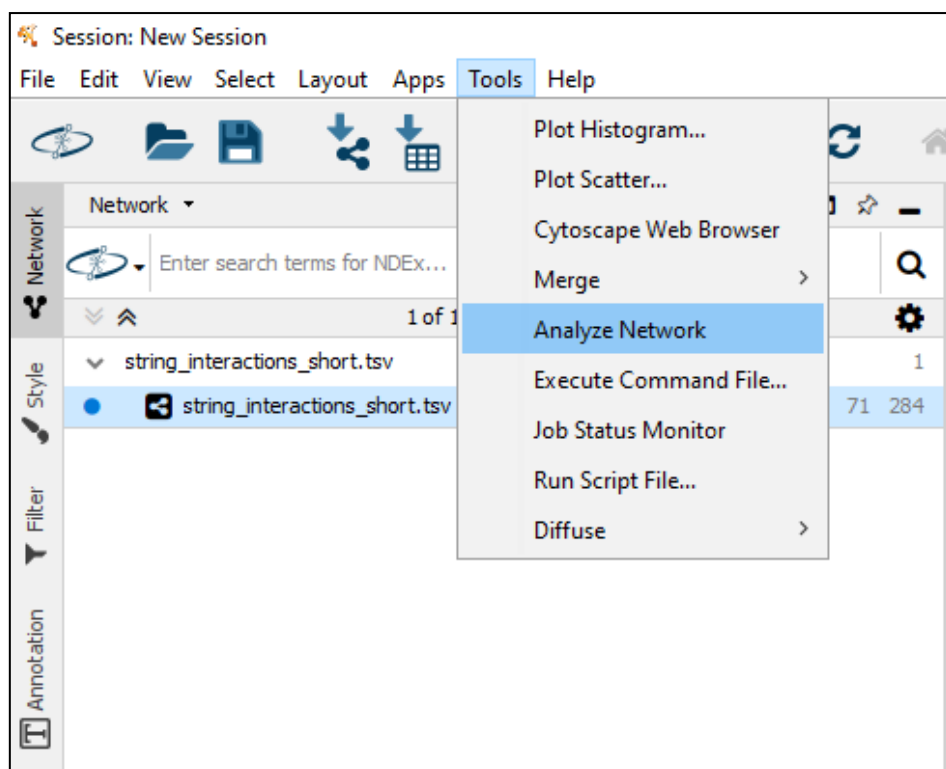 Session: New Session
File Edit View Select Layout Apps Tools Help
Plot Histogram...
Plot Scatter...
Cytoscape Web Browser
Merge
Analyze Network
Execute Command File...
Job Status Monitor
Run Script File...
Diffuse
Network
Enter search terms for NDEx...
1 of 1
string_interactions_short.tsv 1
string_interactions_short.tsv 71 284
Network
Style
Filter
Annotation
T